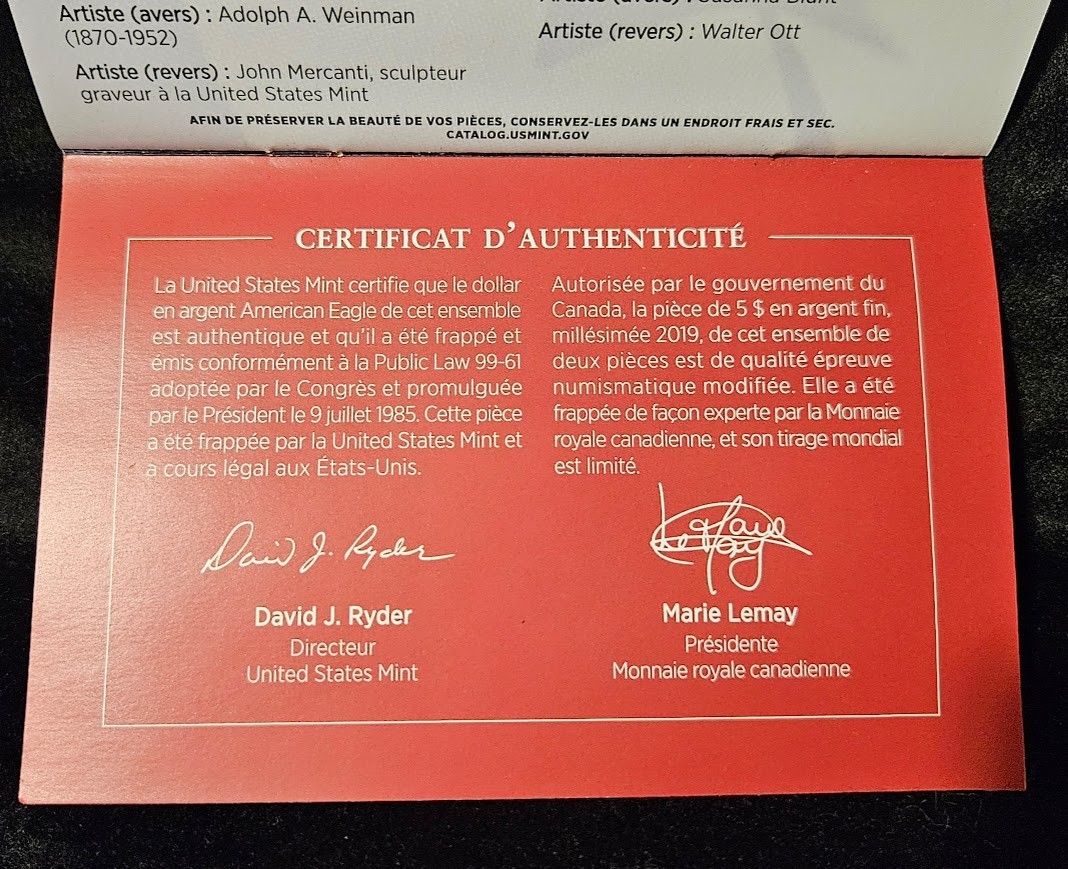 Artiste (avers) : Adolph A. Weinman
(1870-1952)
Artiste (revers) : John Mercanti, sculpteur
graveur à la United States Mint
Artiste (revers) : Walter Ott
AFIN DE PRÉSERVER LA BEAUTÉ DE VOS PIÈCES, CONSERVEZ-LES DANS UN ENDROIT FRAIS ET SEC.
CATALOG.USMINT.GOV
CERTIFICAT D'AUTHENTICITÉ
La United States Mint certifie que le dollar
en argent American Eagle de cet ensemble
est authentique et qu'il a été frappé et
émis conformément à la Public Law 99-61
adoptée par le Congrès et promulguée
par le Président le 9 juillet 1985. Cette pièce
a été frappée par la United States Mint et
a cours légal aux États-Unis.
David J. Ryder
David J. Ryder
Directeur
United States Mint
Autorisée par le gouvernement du
Canada, la pièce de 5 $ en argent fin,
millésimée 2019, de cet ensemble de
deux pièces est de qualité épreuve
numismatique modifiée. Elle a été
frappée de façon experte par la Monnaie
royale canadienne, et son tirage mondial
est limité.
Marie Lemay
Présidente
Monnaie royale canadienne